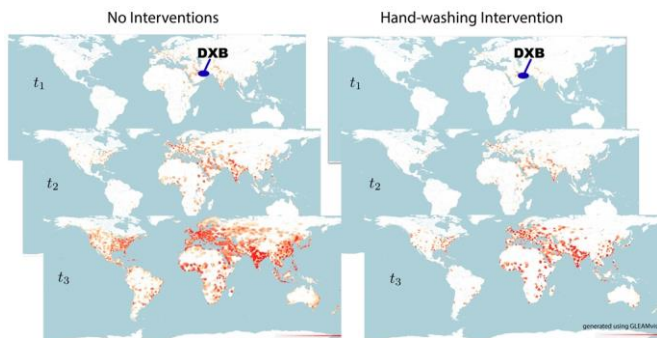 No Interventions
Hand-washing Intervention
DXB
DXB
t1
t1
t2
t2
t3
t3
generated using GLEAMviz